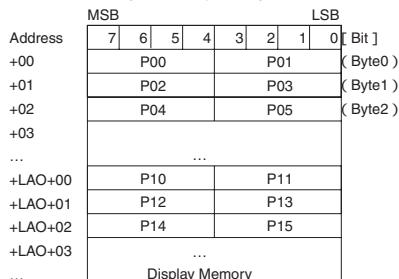 MSB LSB
Address 7 6 5 4 3 2 1 0 [ Bit ]
+00 P00 P01 ( Byte0 )
+01 P02 P03 ( Byte1 )
+02 P04 P05 ( Byte2 )
+03
... ...
+LAO+00 P10 P11
+LAO+01 P12 P13
+LAO+02 P14 P15
+LAO+03 ...
... Display Memory